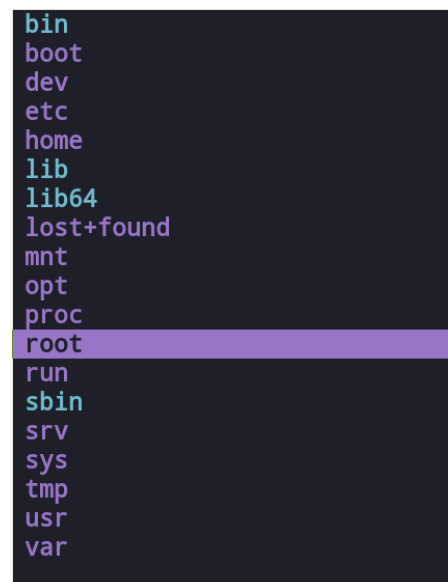 bin
boot
dev
etc
home
lib
lib64
lost+found
mnt
opt
proc
root
run
sbin
srv
sys
tmp
usr
var